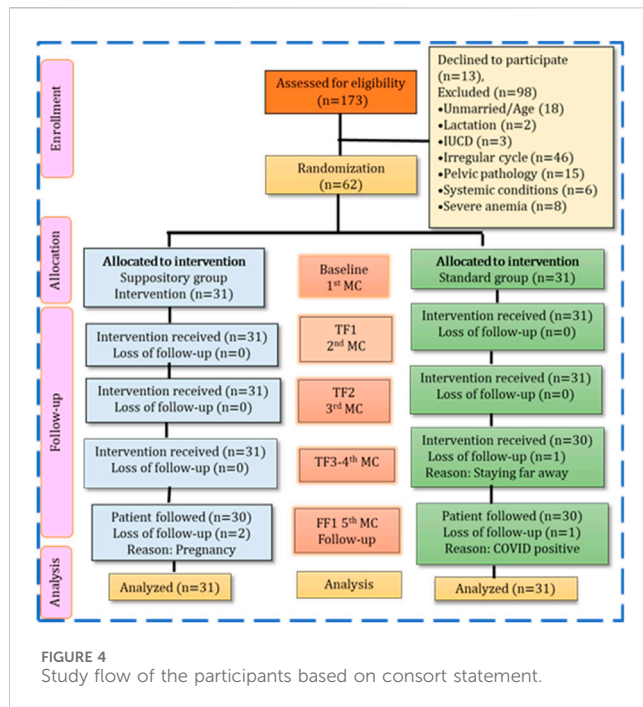 Enrollment
Assessed for eligibility
(n=173)
Declined to participate
(n=13),
Excluded (n=98)
•Unmarried/Age (18)
•Lactation (n=2)
•IUCD (n=3)
•Irregular cycle (n=46)
•Pelvic pathology (n=15)
•Systemic conditions (n=6)
•Severe anemia (n=8)
Randomization
(n=62)
Allocation
Allocated to intervention
Suppository group
Intervention (n=31)
Baseline
1st MC
Allocated to intervention
Standard group (n=31)
Follow-up
Intervention received (n=31)
Loss of follow-up (n=0)
TF1
2nd MC
Intervention received (n=31)
Loss of follow-up (n=0)
Intervention received (n=31)
Loss of follow-up (n=0)
TF2
3rd MC
Intervention received (n=31)
Loss of follow-up (n=0)
Intervention received (n=31)
Loss of follow-up (n=0)
TF3-4th MC
Intervention received (n=30)
Loss of follow-up (n=1)
Reason: Staying far away
Patient followed (n=30)
Loss of follow-up (n=2)
Reason: Pregnancy
FF1 5th MC
Follow-up
Patient followed (n=30)
Loss of follow-up (n=1)
Reason: COVID positive
Analysis
Analyzed (n=31)
Analysis
Analyzed (n=31)
FIGURE 4
Study flow of the participants based on consort statement.